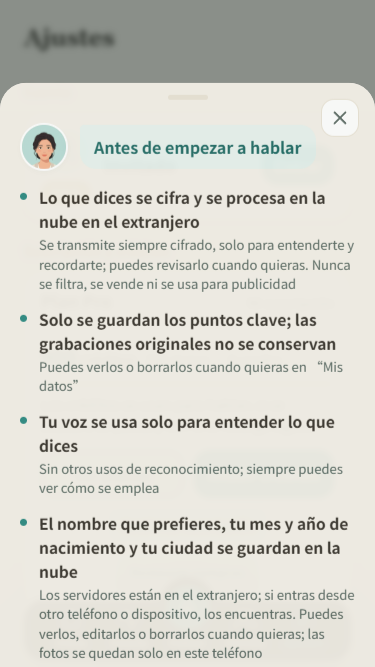 Ajustes
Antes de empezar a hablar
Lo que dices se cifra y se procesa en la
nube en el extranjero
Se transmite siempre cifrado, solo para entenderte y
recordarte; puedes revisarlo cuando quieras. Nunca
se filtra, se vende ni se usa para publicidad
Solo se guardan los puntos clave; las
grabaciones originales no se conservan
Puedes verlos o borrarlos cuando quieras en “Mis
datos”
Tu voz se usa solo para entender lo que
dices
Sin otros usos de reconocimiento; siempre puedes
ver cómo se emplea
El nombre que prefieres, tu mes y año de
nacimiento y tu ciudad se guardan en la
nube
Los servidores están en el extranjero; si entras desde
otro teléfono o dispositivo, los encuentras. Puedes
verlos, editarlos o borrarlos cuando quieras; las
fotos se quedan solo en este teléfono